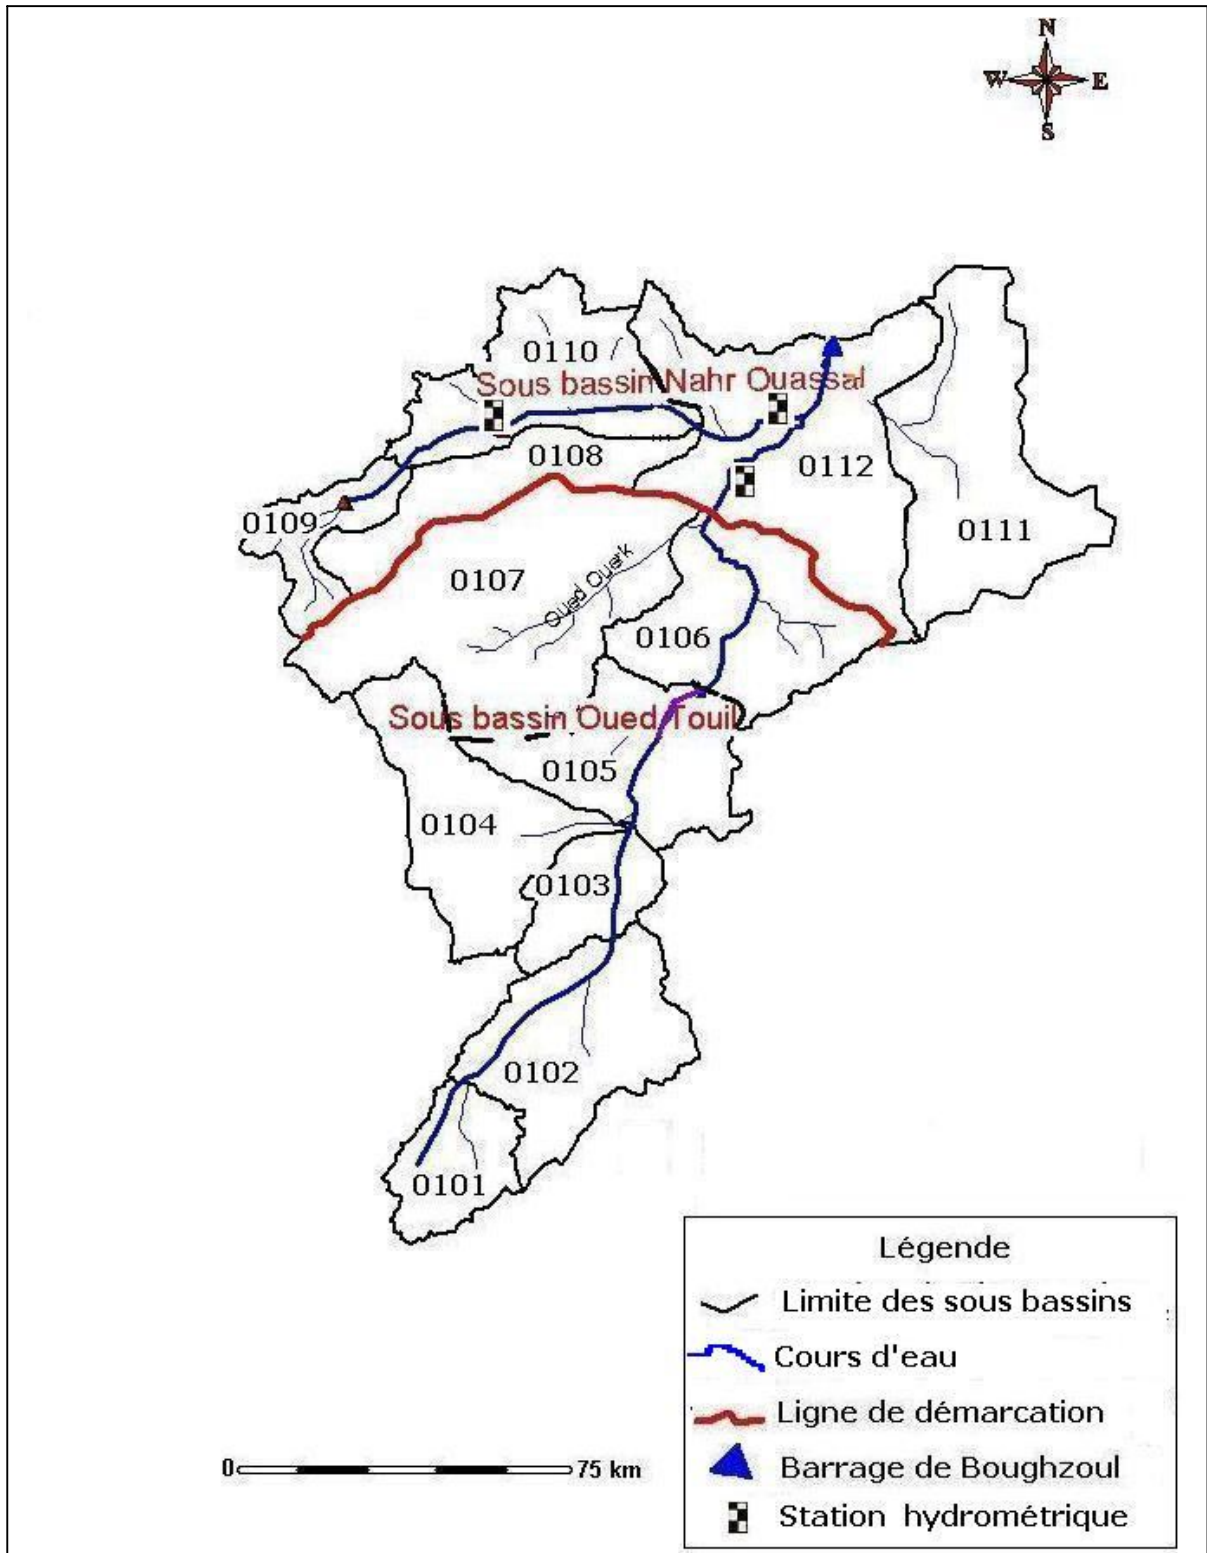 N
W E
S
0110
Sous bassin Nahr Ouassal
0108
0112
0109
0111
0107
Oued Ouerk
0106
Sous bassin Oued Touil
0105
0104
0103
0102
0101
Légende
Limite des sous bassins
Cours d'eau
Ligne de démarcation
Barrage de Boughzoul
Station hydrométrique
0 75 km